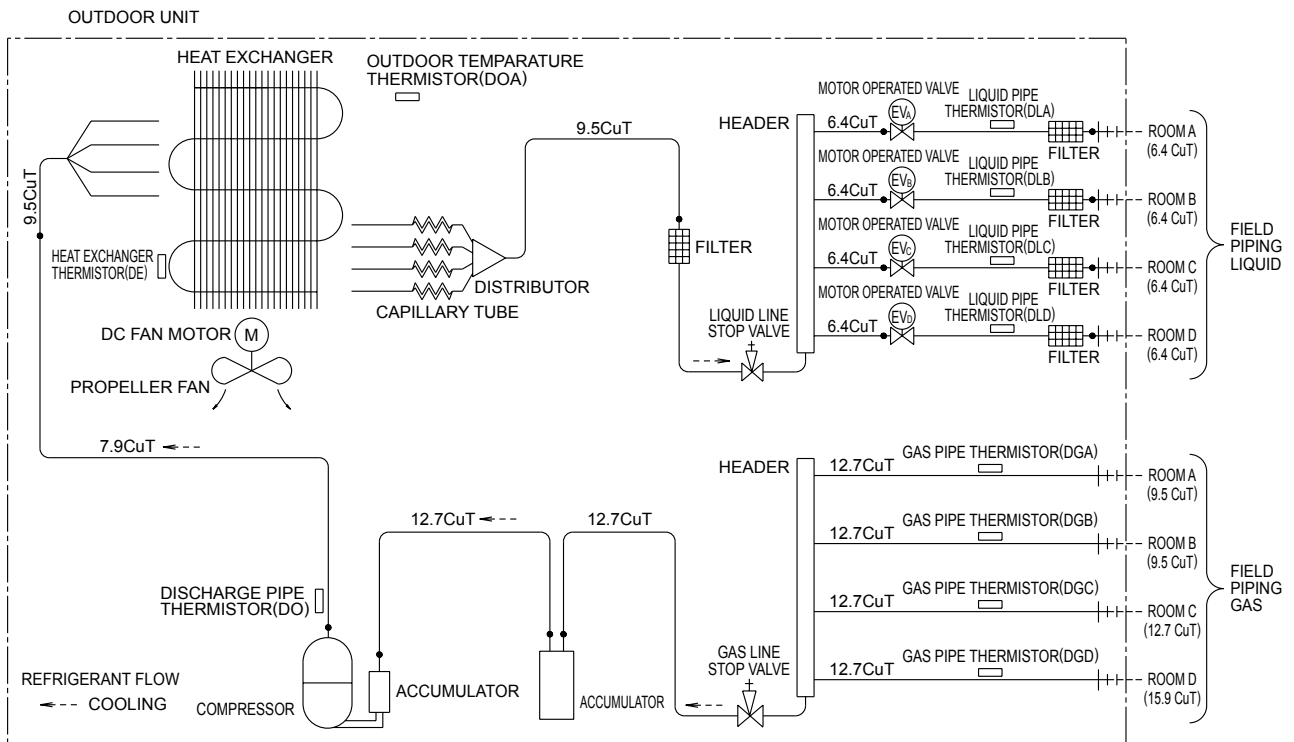 OUTDOOR UNIT
HEAT EXCHANGER
OUTDOOR TEMPARATURE
THERMISTOR(DOA)
9.5CuT
HEAT EXCHANGER
THERMISTOR(DE)
9.5CuT
CAPILLARY TUBE
DISTRIBUTOR
FILTER
LIQUID LINE
STOP VALVE
DC FAN MOTOR
M
PROPELLER FAN
HEADER
MOTOR OPERATED VALVE
6.4CuT
EVA
LIQUID PIPE
THERMISTOR(DLA)
FILTER
ROOM A
(6.4 CuT)
MOTOR OPERATED VALVE
6.4CuT
EVB
LIQUID PIPE
THERMISTOR(DLB)
FILTER
ROOM B
(6.4 CuT)
MOTOR OPERATED VALVE
6.4CuT
EVC
LIQUID PIPE
THERMISTOR(DLC)
FILTER
ROOM C
(6.4 CuT)
MOTOR OPERATED VALVE
6.4CuT
EVD
LIQUID PIPE
THERMISTOR(DLD)
FILTER
ROOM D
(6.4 CuT)
FIELD
PIPING
LIQUID
7.9CuT
12.7CuT
12.7CuT
DISCHARGE PIPE
THERMISTOR(DO)
COMPRESSOR
ACCUMULATOR
ACCUMULATOR
GAS LINE
STOP VALVE
HEADER
12.7CuT
GAS PIPE THERMISTOR(DGA)
ROOM A
(9.5 CuT)
12.7CuT
GAS PIPE THERMISTOR(DGB)
ROOM B
(9.5 CuT)
12.7CuT
GAS PIPE THERMISTOR(DGC)
ROOM C
(12.7 CuT)
12.7CuT
GAS PIPE THERMISTOR(DGD)
ROOM D
(15.9 CuT)
FIELD
PIPING
GAS
REFRIGERANT FLOW
COOLING